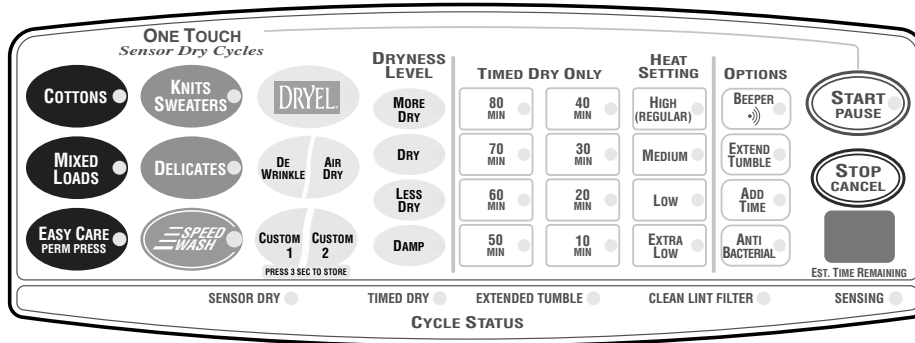 ONE TOUCH
Sensor Dry Cycles
COTTONS
MIXED
LOADS
EASY CARE
PERM PRESS
KNITS
SWEATERS
DELICATES
SPEED
WASH
DRYEL.
DE
WRINKLE
AIR
DRY
CUSTOM
1
CUSTOM
2
PRESS 3 SEC TO STORE
DRYNESS
LEVEL
MORE
DRY
DRY
LESS
DRY
DAMP
TIMED DRY ONLY
80
MIN
70
MIN
60
MIN
50
MIN
40
MIN
30
MIN
20
MIN
10
MIN
HEAT
SETTING
HIGH
(REGULAR)
MEDIUM
LOW
EXTRA
LOW
OPTIONS
BEEPER
EXTEND
TUMBLE
ADD
TIME
ANTI
BACTERIAL
START
PAUSE
STOP
CANCEL
EST. TIME REMAINING
SENSOR DRY
TIMED DRY
EXTENDED TUMBLE
CLEAN LINT FILTER
SENSING
CYCLE STATUS